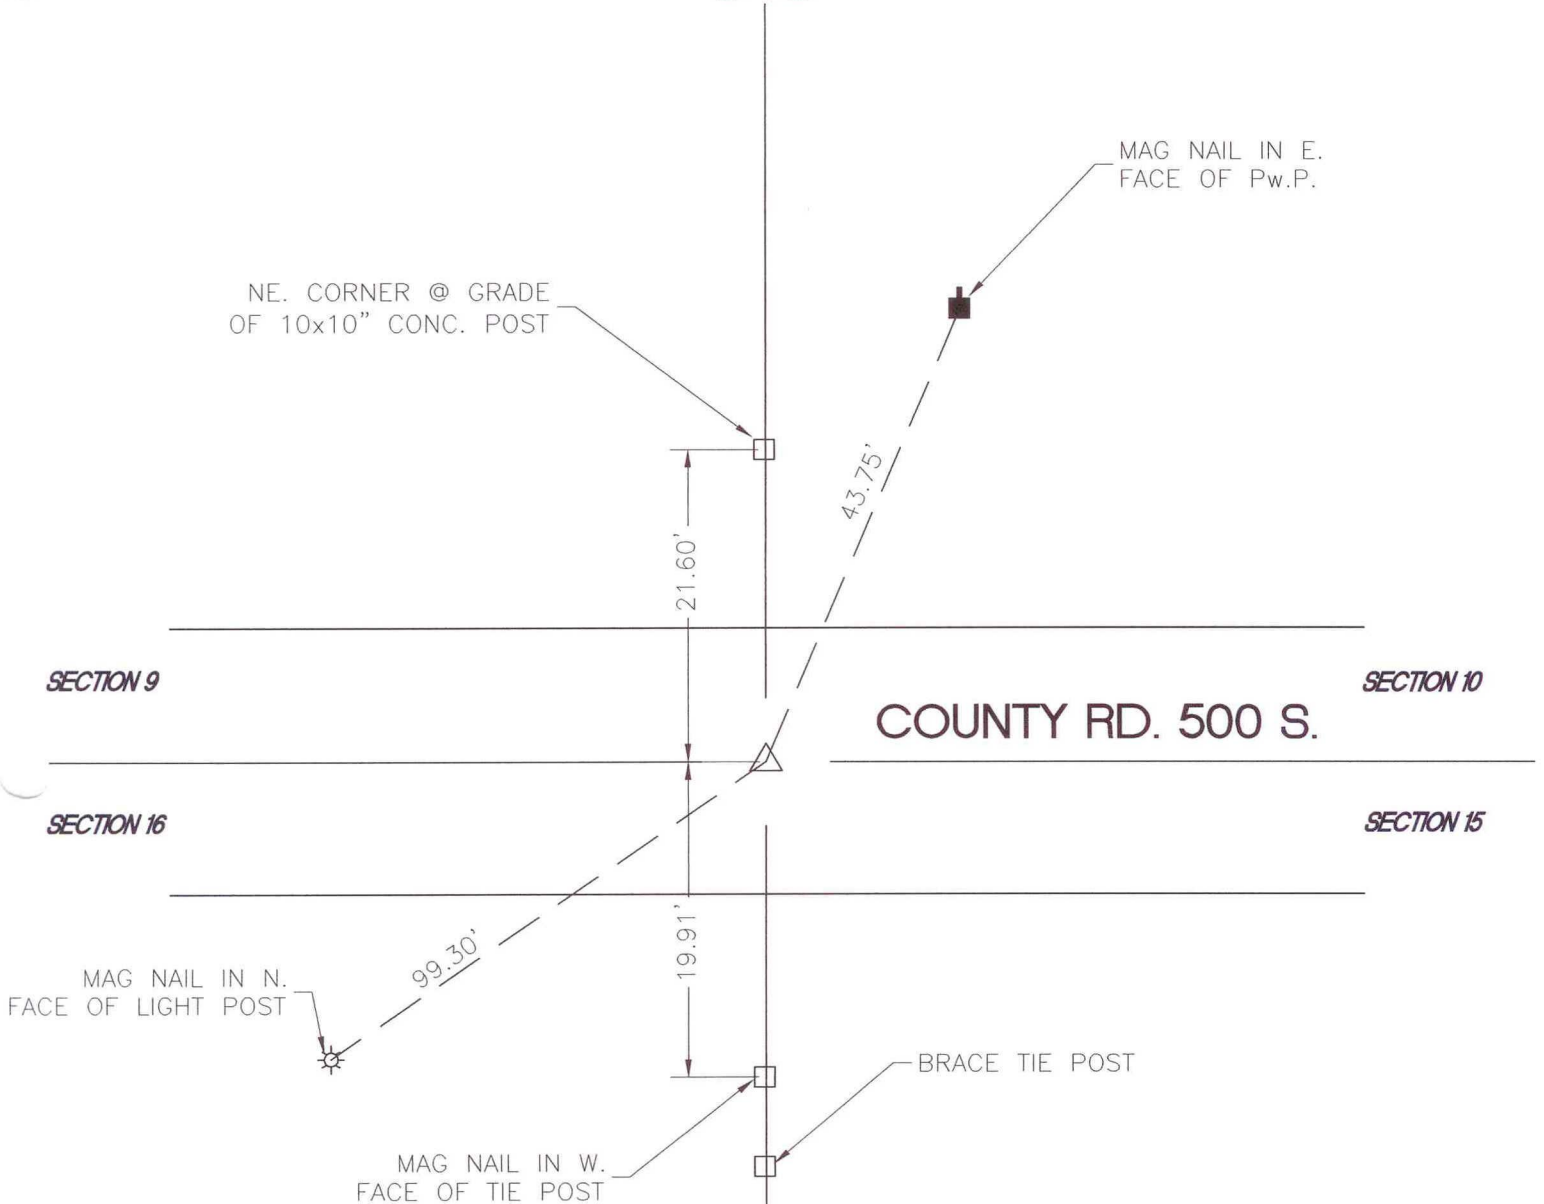 MAG NAIL IN E.
FACE OF Pw.P.
NE. CORNER @ GRADE
OF 10x10” CONC. POST
43.75'
21.60'
SECTION 9
SECTION 10
COUNTY RD. 500 S.
SECTION 16
SECTION 15
19.91'
99.30'
MAG NAIL IN N.
FACE OF LIGHT POST
BRACE TIE POST
MAG NAIL IN W.
FACE OF TIE POST